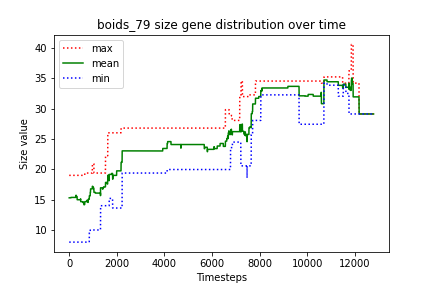 boids_79 size gene distribution over time
max
mean
min
Size value
40
35
30
25
20
15
10
0 2000 4000 6000 8000 10000 12000
Timesteps